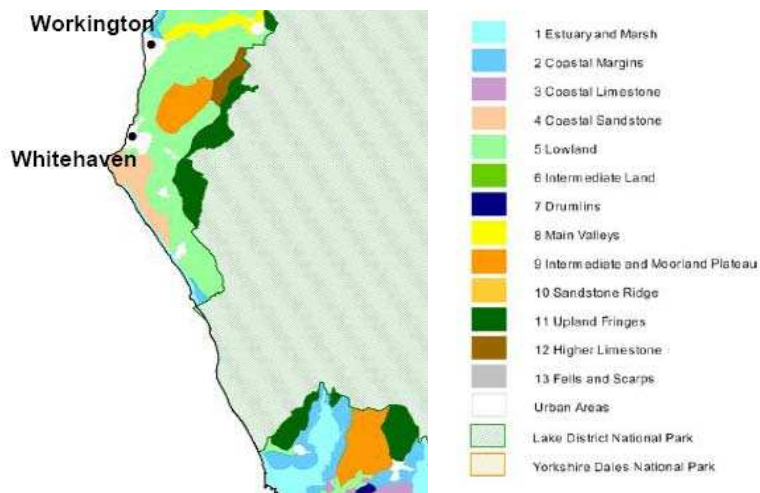 Workington
Whitehaven
1 Estuary and Marsh
2 Coastal Margins
3 Coastal Limestone
4 Coastal Sandstone
5 Lowland
6 Intermediate Land
7 Drumlins
8 Main Valleys
9 Intermediate and Moorland Plateau
10 Sandstone Ridge
11 Upland Fringes
12 Higher Limestone
13 Fells and Scarps
Urban Areas
Lake District National Park
Yorkshire Dales National Park